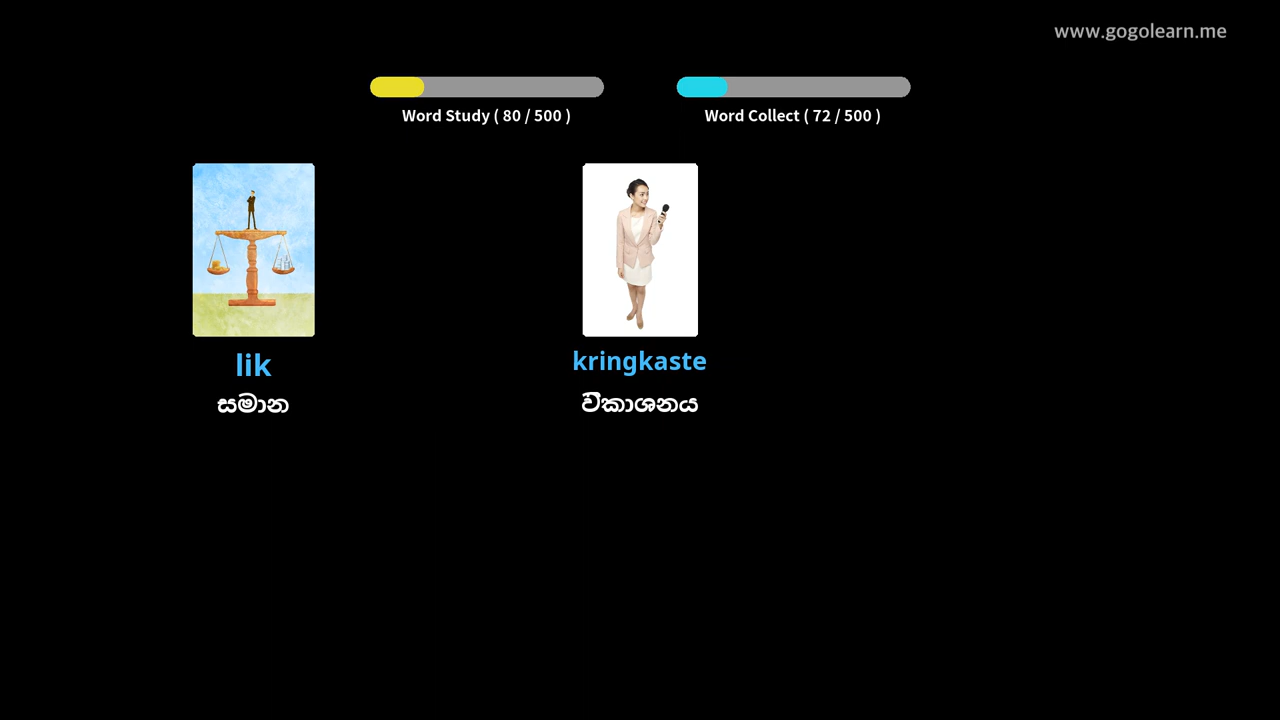 www.gogolearn.me
Word Study ( 80 / 500 )
Word Collect ( 72 / 500 )
lik
සමාන
kringkaste
විකාශනය